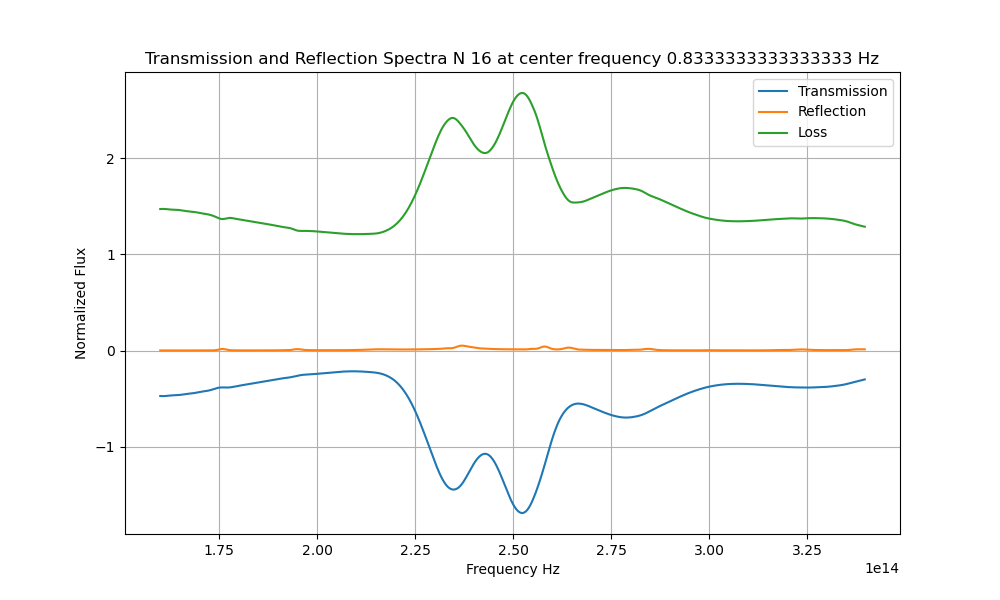 Transmission and Reflection Spectra N 16 at center frequency 0.8333333333333333 Hz
Transmission
Reflection
Loss
Normalized Flux
2
1
0
−1
1.75
2.00
2.25
2.50
2.75
3.00
3.25
1e14
Frequency Hz